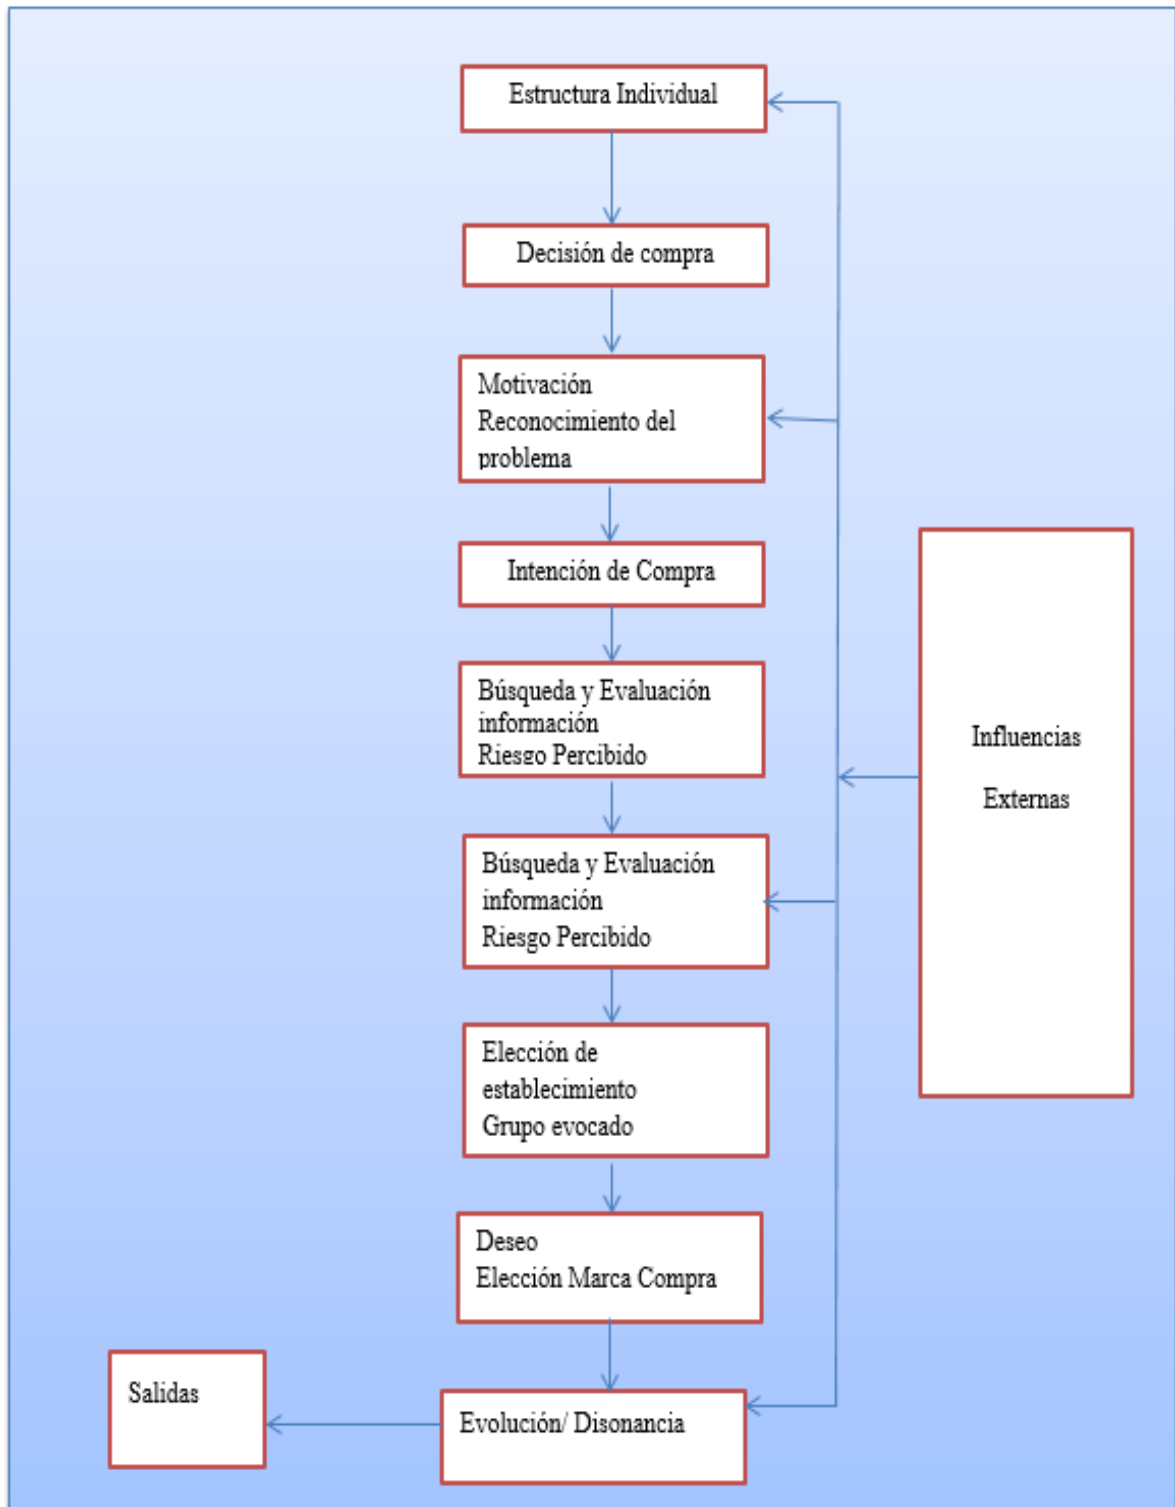 Estructura Individual
Decisión de compra
Motivación
Reconocimiento del
problema
Intención de Compra
Búsqueda y Evaluación
información
Riesgo Percibido
Influencias
Externas
Búsqueda y Evaluación
información
Riesgo Percibido
Elección de
establecimiento
Grupo evocado
Deseo
Elección Marca Compra
Salidas
Evolución/ Disonancia